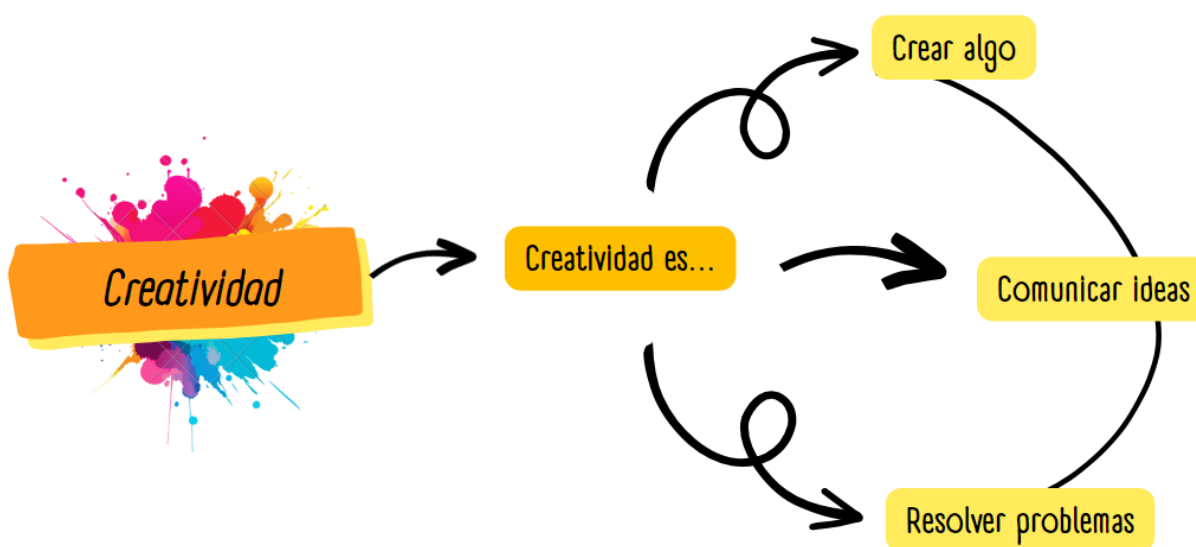 Creatividad
Creatividad es...
Crear algo
Comunicar ideas
Resolver problemas